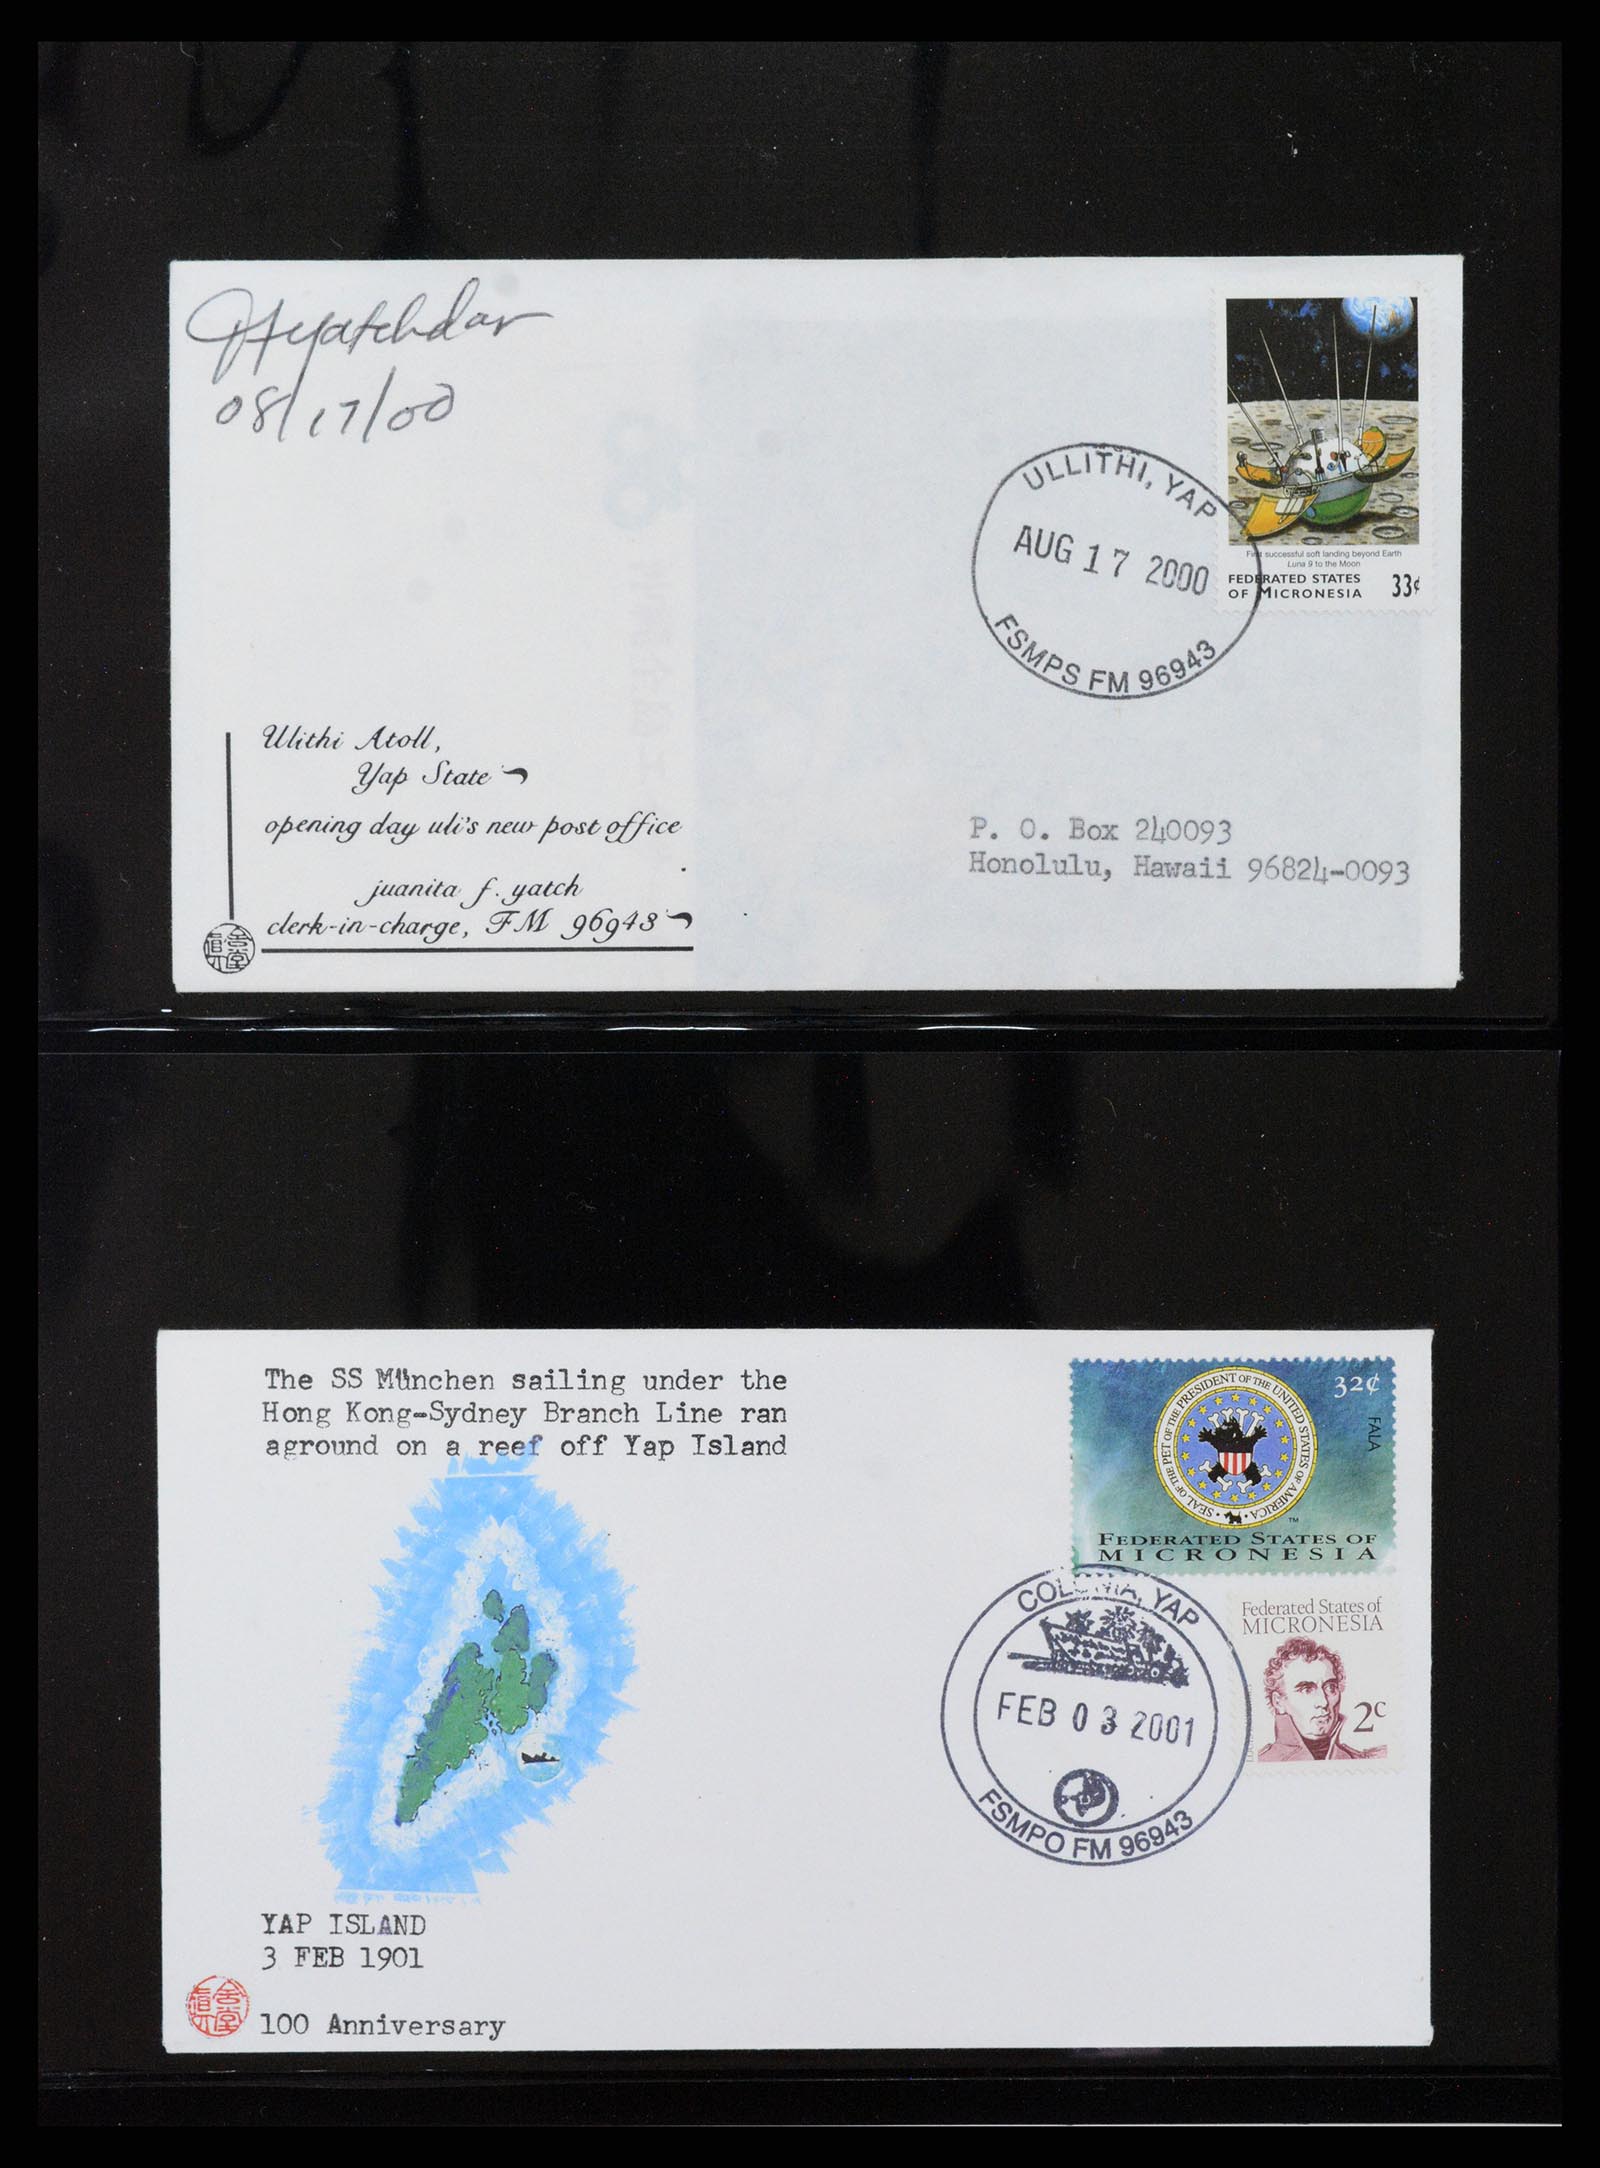 08/17/00
ULLITHI, YAP
AUG 17 2000
FSMPS FM 96943
First successful soft landing beyond Earth
Luna 9 to the Moon
FEDERATED STATES
OF MICRONESIA 33¢
Ulithi Atoll,
Yap State
opening day uli's new post office
juanita f. yatch
clerk-in-charge, FM 96943
P. O. Box 240093
Honolulu, Hawaii 96824-0093
The SS München sailing under the
Hong Kong-Sydney Branch Line ran
aground on a reef off Yap Island
32¢
FALA
SEAL OF THE PET OF THE PRESIDENT OF THE UNITED STATES OF AMERICA
TM
FEDERATED STATES OF
MICRONESIA
COLONIA, YAP
FEB 03 2001
FSMPO FM 96943
Federated States of
MICRONESIA
2c
YAP ISLAND
3 FEB 1901
100 Anniversary